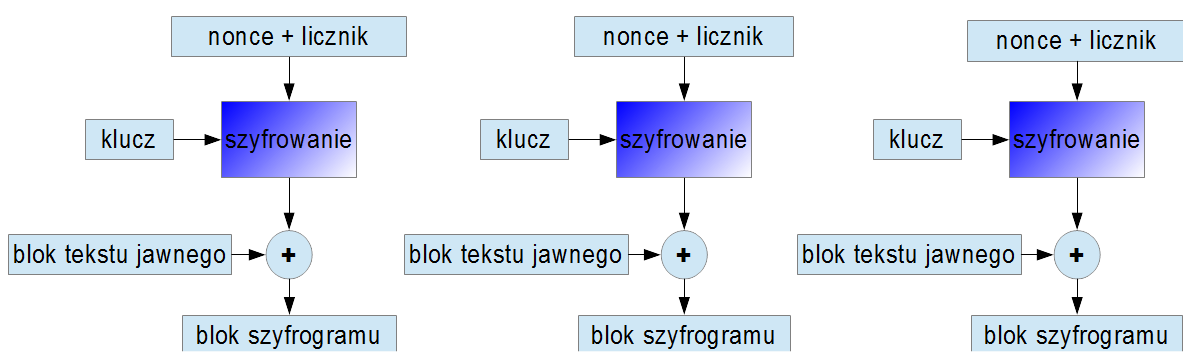 nonce + licznik
klucz
szyfrowanie
blok tekstu jawnego
+
blok szyfrogramu
nonce + licznik
klucz
szyfrowanie
blok tekstu jawnego
+
blok szyfrogramu
nonce + licznik
klucz
szyfrowanie
blok tekstu jawnego
+
blok szyfrogramu